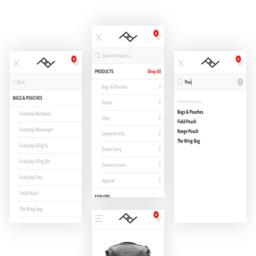 Back
BAGS & POUCHES
Everyday Backpack
Everyday Messenger
Everyday Sling 5L
Everyday Sling 10L
Everyday Tote
Field Pouch
The Wing Bag
Search Products...
PRODUCTS Shop All
Bags & Pouches
Straps
Clips
Complete Kits
Drone Carry
Camera Covers
Apparel
Pou
Bags & Pouches
Field Pouch
Range Pouch
The Wing Bag